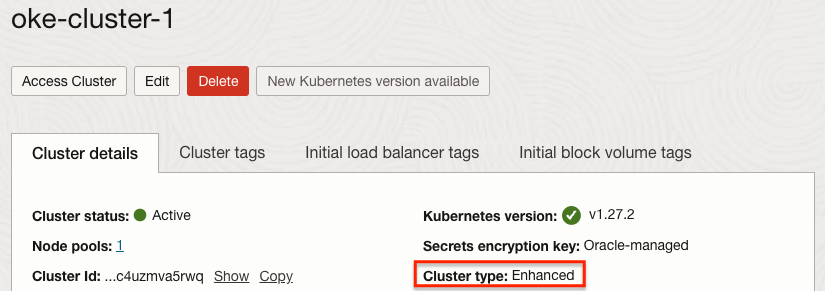 oke-cluster-1
Access Cluster Edit Delete New Kubernetes version available
Cluster details Cluster tags Initial load balancer tags Initial block volume tags
Cluster status: Active Kubernetes version: v1.27.2
Node pools: 1 Secrets encryption key: Oracle-managed
Cluster Id: ...c4uzmva5rwq Show Copy Cluster type: Enhanced